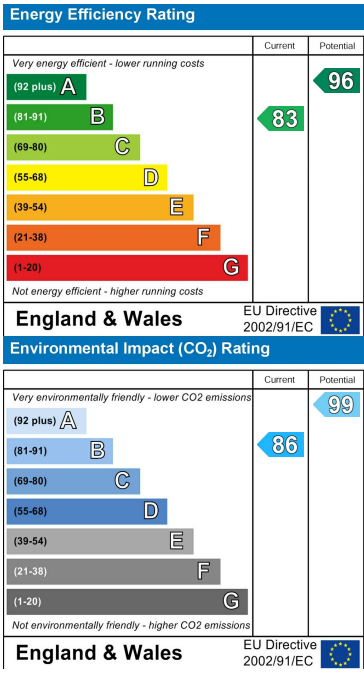 Energy Efficiency Rating
Current Potential
Very energy efficient - lower running costs
(92 plus) A
96
(81-91) B
83
(69-80) C
(55-68) D
(39-54) E
(21-38) F
(1-20) G
Not energy efficient - higher running costs
England & Wales
EU Directive
2002/91/EC
Environmental Impact (CO₂) Rating
Current Potential
Very environmentally friendly - lower CO2 emissions
(92 plus) A
99
(81-91) B
86
(69-80) C
(55-68) D
(39-54) E
(21-38) F
(1-20) G
Not environmentally friendly - higher CO2 emissions
England & Wales
EU Directive
2002/91/EC